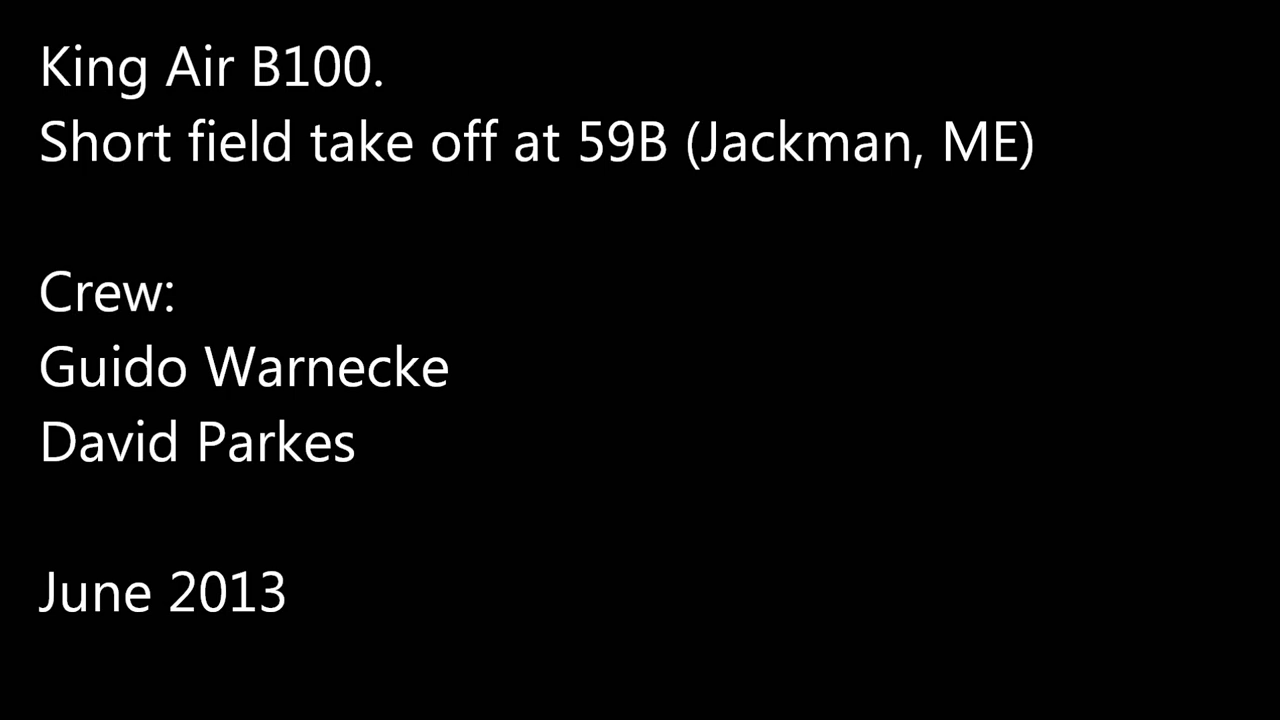 King Air B100.
Short field take off at 59B (Jackman, ME)
Crew:
Guido Warnecke
David Parkes
June 2013